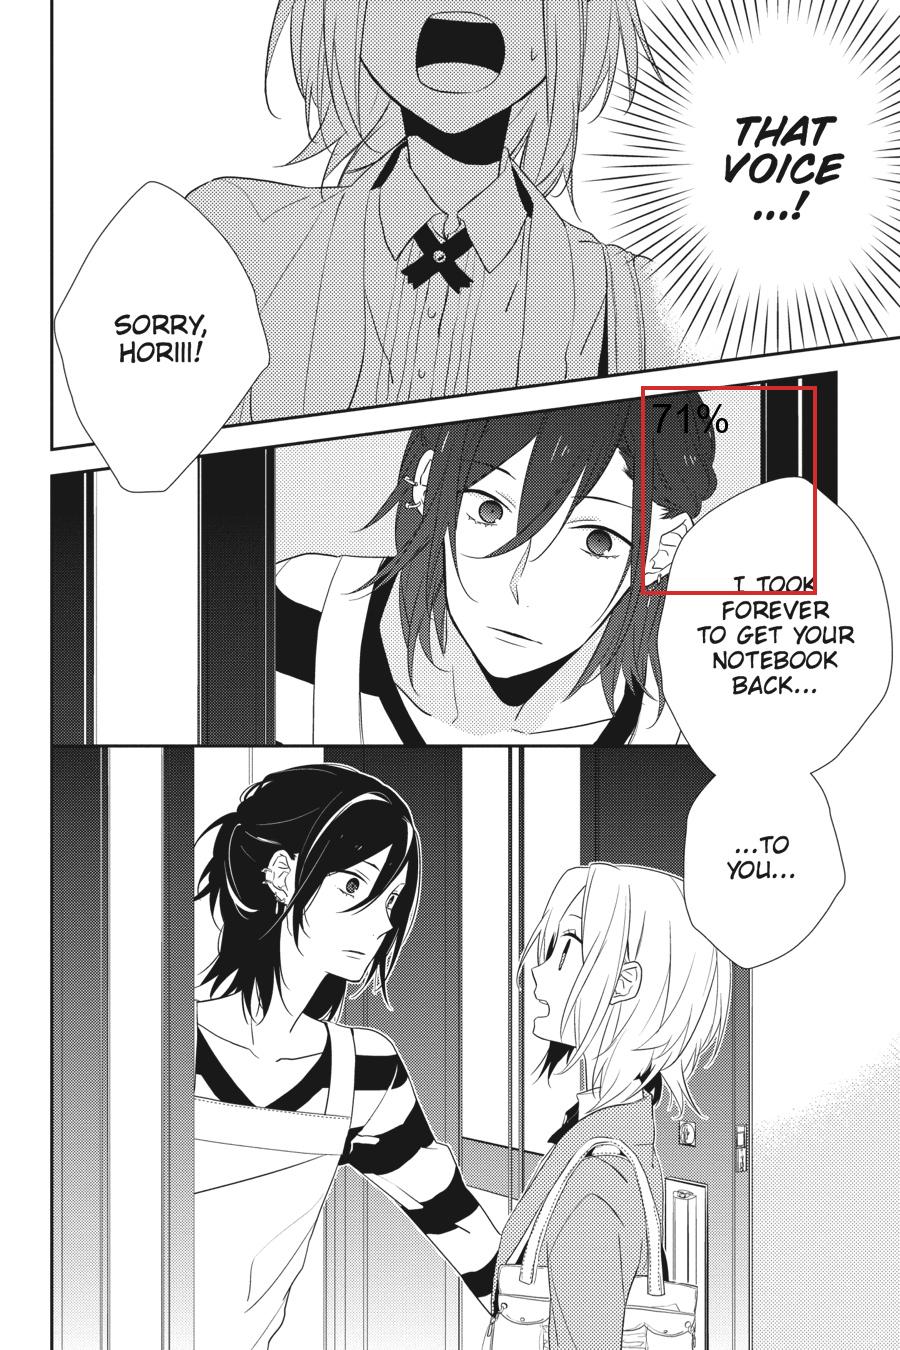 THAT
VOICE
...!
SORRY,
HORIII!
71%
I TOOK
FOREVER
TO GET YOUR
NOTEBOOK
BACK...
...TO
YOU...